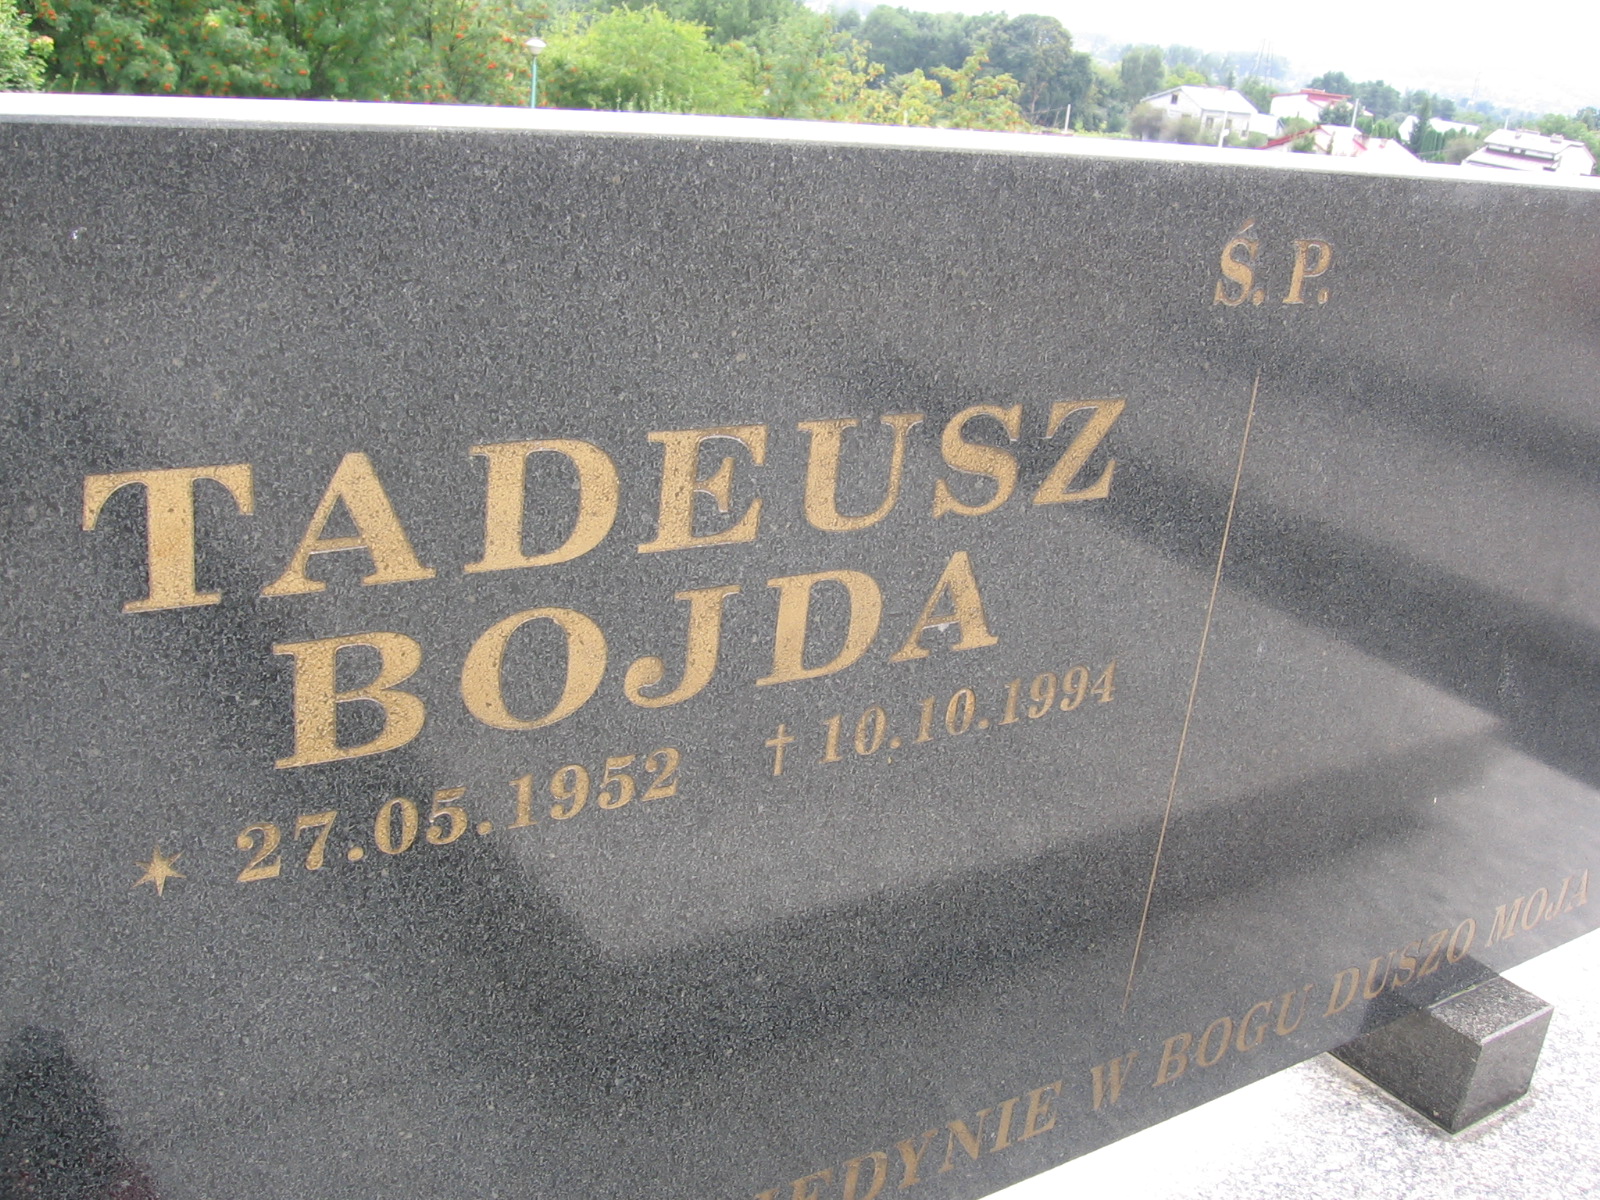 Ś. P.
TADEUSZ
BOJDA
✶ 27.05.1952 † 10.10.1994
JEDYNIE W BOGU DUSZO MOJA